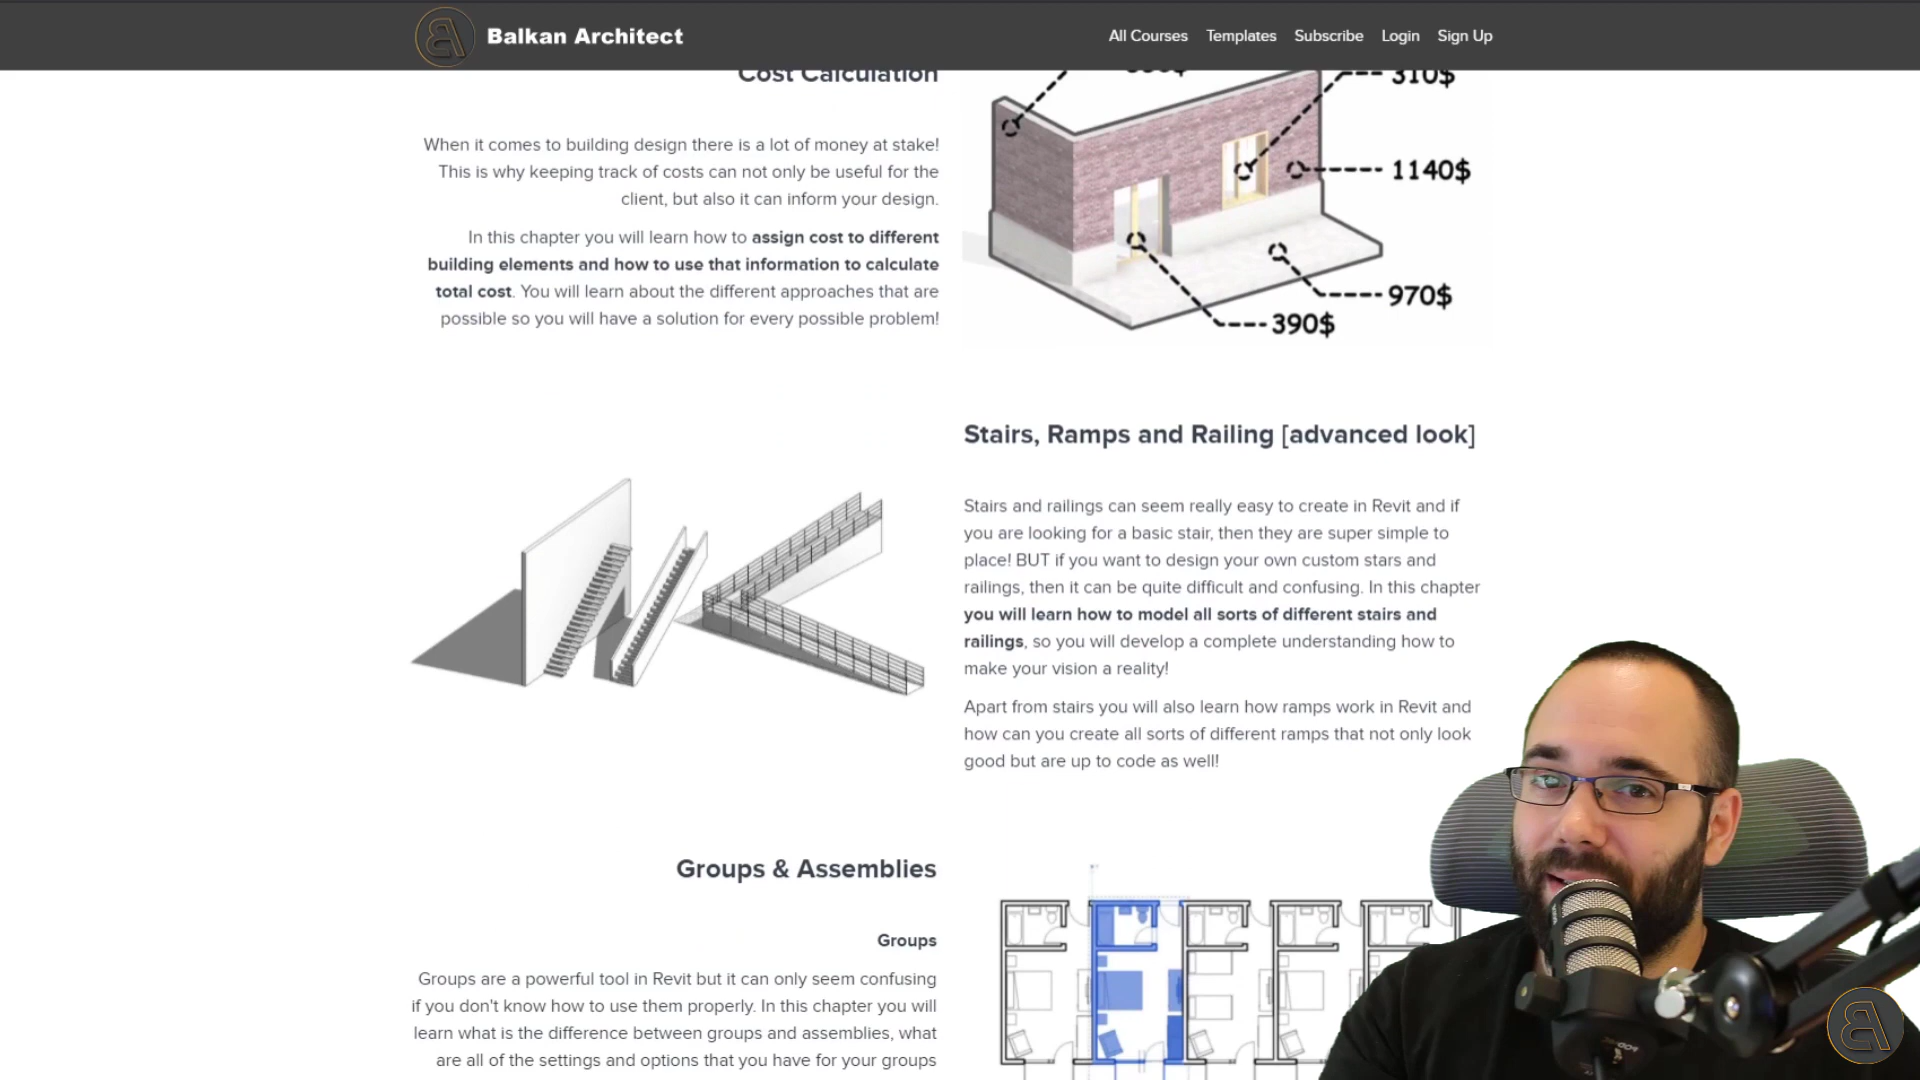 Balkan Architect
All Courses Templates Subscribe Login Sign Up
Cost Calculation
When it comes to building design there is a lot of money at stake!
This is why keeping track of costs can not only be useful for the
client, but also it can inform your design.
In this chapter you will learn how to assign cost to different
building elements and how to use that information to calculate
total cost. You will learn about the different approaches that are
possible so you will have a solution for every possible problem!
310$
1140$
970$
390$
Stairs, Ramps and Railing [advanced look]
Stairs and railings can seem really easy to create in Revit and if
you are looking for a basic stair, then they are super simple to
place! BUT if you want to design your own custom stars and
railings, then it can be quite difficult and confusing. In this chapter
you will learn how to model all sorts of different stairs and
railings, so you will develop a complete understanding how to
make your vision a reality!
Apart from stairs you will also learn how ramps work in Revit and
how can you create all sorts of different ramps that not only look
good but are up to code as well!
Groups & Assemblies
Groups
Groups are a powerful tool in Revit but it can only seem confusing
if you don't know how to use them properly. In this chapter you will
learn what is the difference between groups and assemblies, what
are all of the settings and options that you have for your groups